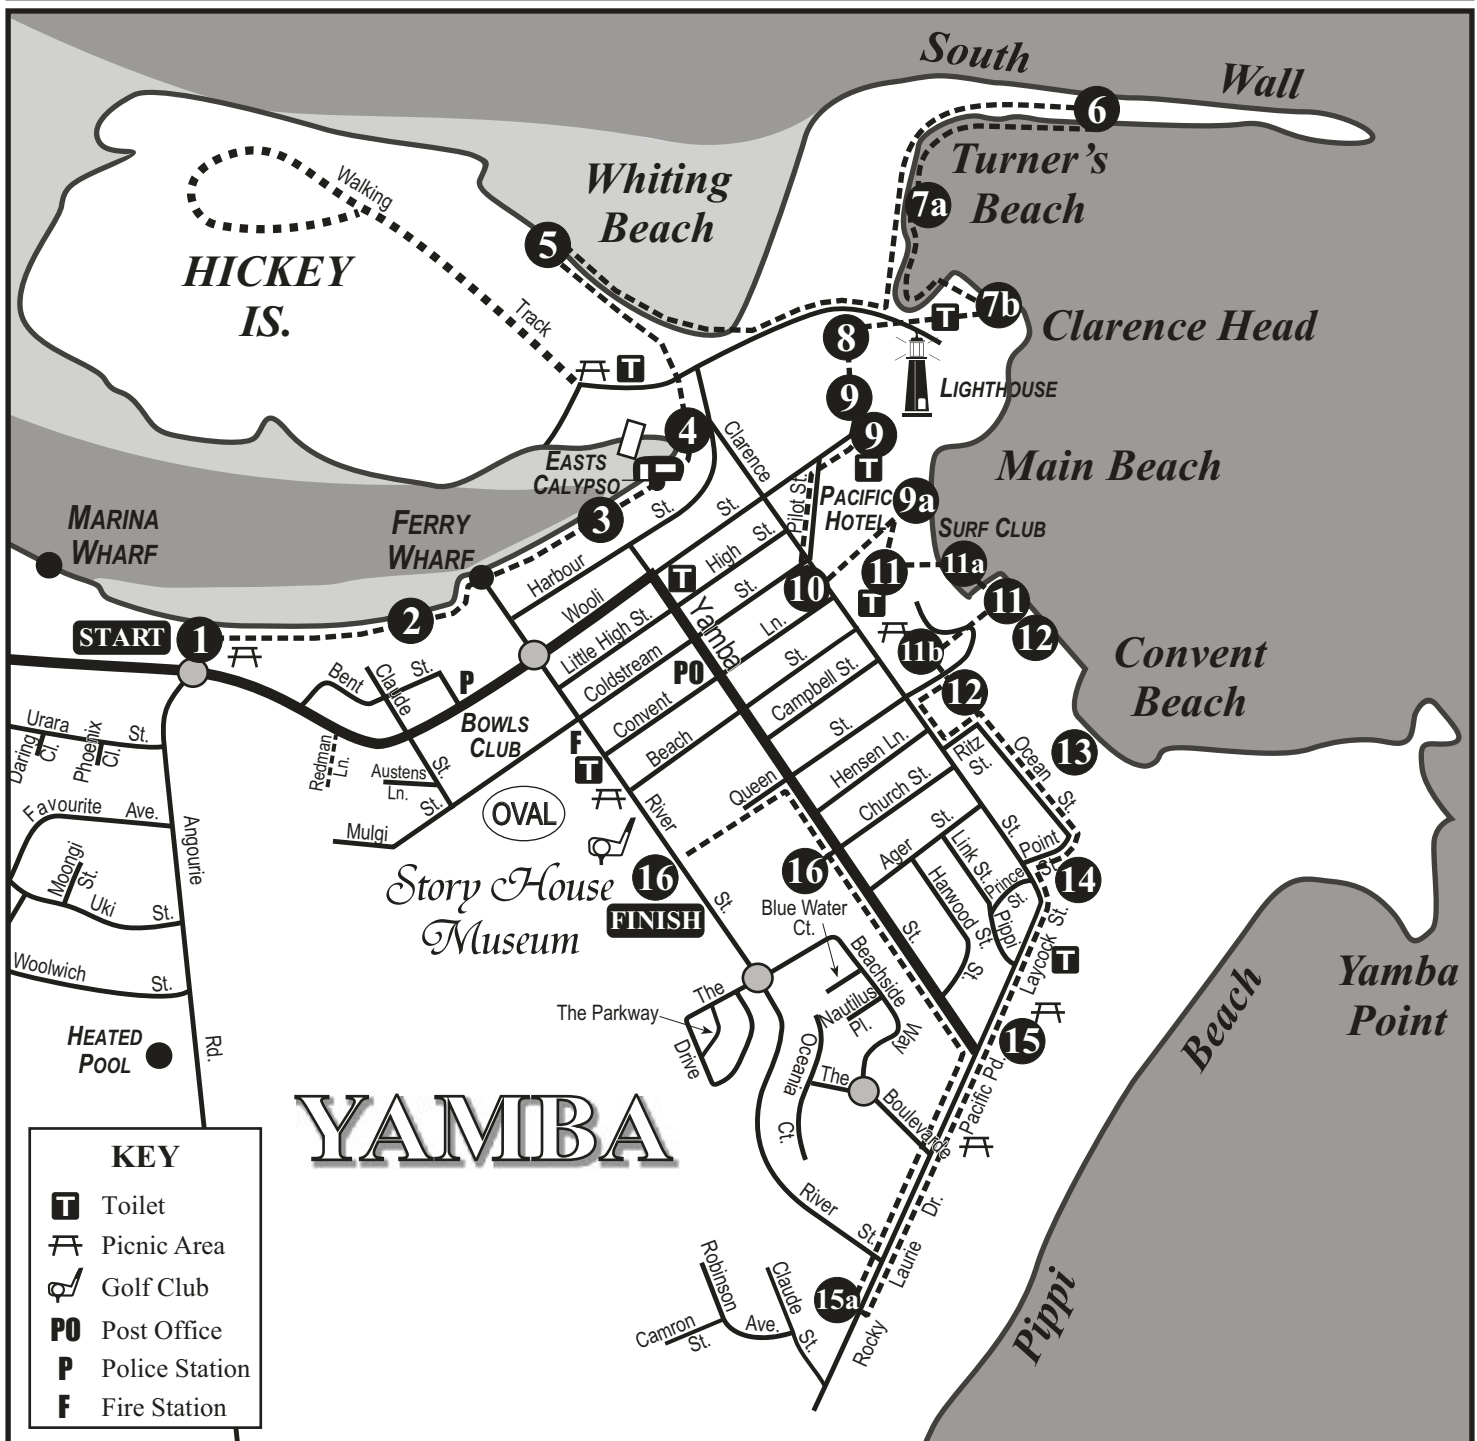 South
Wall
6
Turner's
Beach
7a
Whiting
Beach
Walking
5
HICKEY
IS.
Track
7b
T
Clarence Head
8
LIGHTHOUSE
T
9
9
4
Clarence
T
Main Beach
EASTS
CALYPSO
T
PACIFIC
HOTEL
9a
Pilot St.
St.
St.
MARINA
WHARF
FERRY
WHARF
3
SURF CLUB
High
St.
11
11a
Harbour
T
10
T
11
Wooli
St.
START
1
2
Little High St.
Yamba
Ln.
12
11b
Convent
Beach
Bent
St.
Claude
P
Coldstream
PO
St.
Campbell St.
12
Urara
St.
Daring
Cl.
Phoenix
Cl.
BOWLS
CLUB
Convent
St.
Ritz
St.
Ocean
St.
13
Redman
Ln.
F
Beach
Hensen Ln.
Austens
Ln.
St.
T
Queen
Church St.
Favourite
Ave.
St.
OVAL
River
Mulgi
St.
St.
Point
St.
Angourie
Ager
Link St.
Moongi
St.
Story House
Museum
16
16
Harwood St.
Prince
St.
14
Uki
St.
FINISH
St.
Blue Water
Ct.
St.
Pippi
St.
Laycock St.
T
Woolwich
St.
Beachside
Way
Yamba
Point
The
Nautilus
Pl.
The Parkway
Drive
15
Beach
HEATED
POOL
Rd.
Oceania
Ct.
The
Boulevarde
Pacific Pd.
YAMBA
KEY
T Toilet
Picnic Area
Golf Club
PO Post Office
P Police Station
F Fire Station
River
St.
Dr.
Laurie
Rocky
Robinson
Ave.
Claude
St.
15a
Camron
St.
Pippi